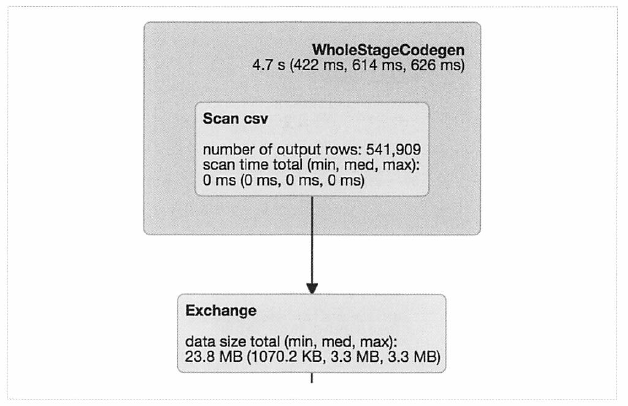 WholeStageCodegen
4.7 s (422 ms, 614 ms, 626 ms)
Scan csv
number of output rows: 541,909
scan time total (min, med, max):
0 ms (0 ms, 0 ms, 0 ms)
Exchange
data size total (min, med, max):
23.8 MB (1070.2 KB, 3.3 MB, 3.3 MB)